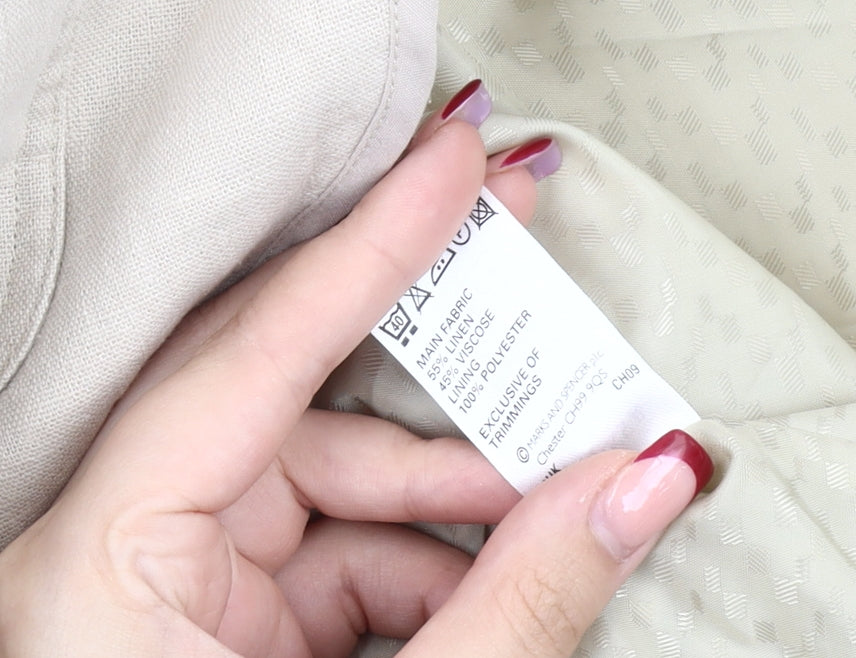 40
MAIN FABRIC
55% LINEN
45% VISCOSE
LINING
100% POLYESTER
EXCLUSIVE OF
TRIMMINGS
© MARKS AND SPENCER plc
Chester CH99 9QS CH09
UK